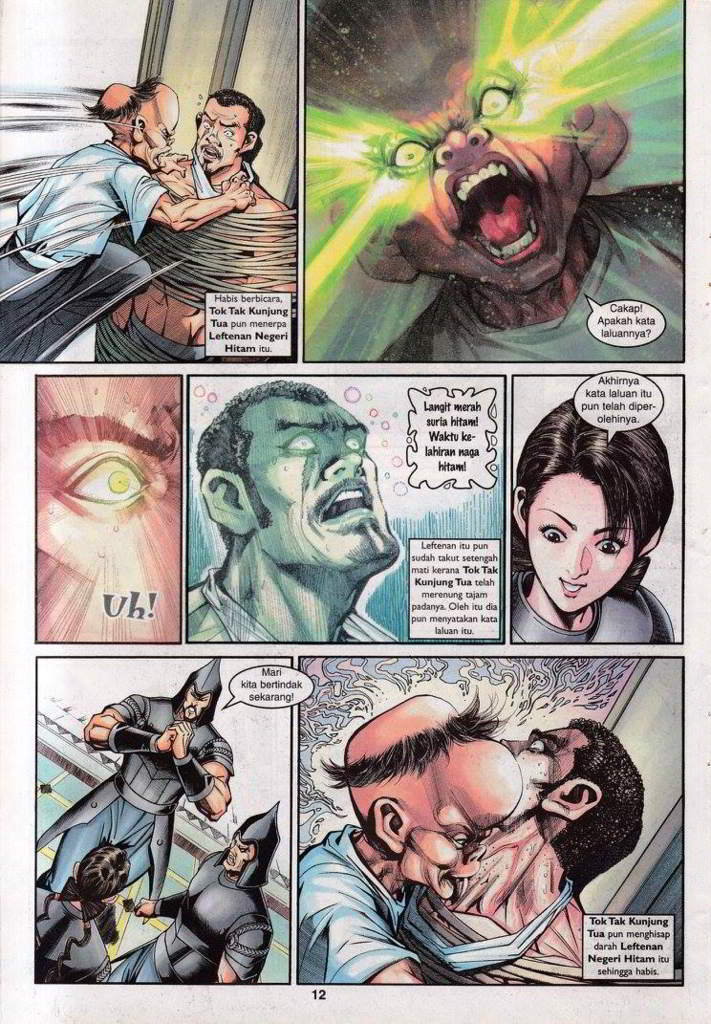 Habis berbicara,
Tok Tak Kunjung
Tua pun menerpa
Leftenan Negeri
Hitam itu.
Cakap!
Apakah kata
laluannya?
Uh!
Langit merah
suria hitam!
Waktu ke-
lahiran naga
hitam!
Leftenan itu pun
sudah takut setengah
mati kerana Tok Tak
Kunjung Tua telah
merenung tajam
padanya. Oleh itu dia
pun menyatakan kata
laluan itu.
Akhirnya
kata laluan itu
pun telah diper-
olehinya.
Mari
kita bertindak
sekarang!
Tok Tak Kunjung
Tua pun menghisap
darah Leftenan
Negeri Hitam itu
sehingga habis.
12